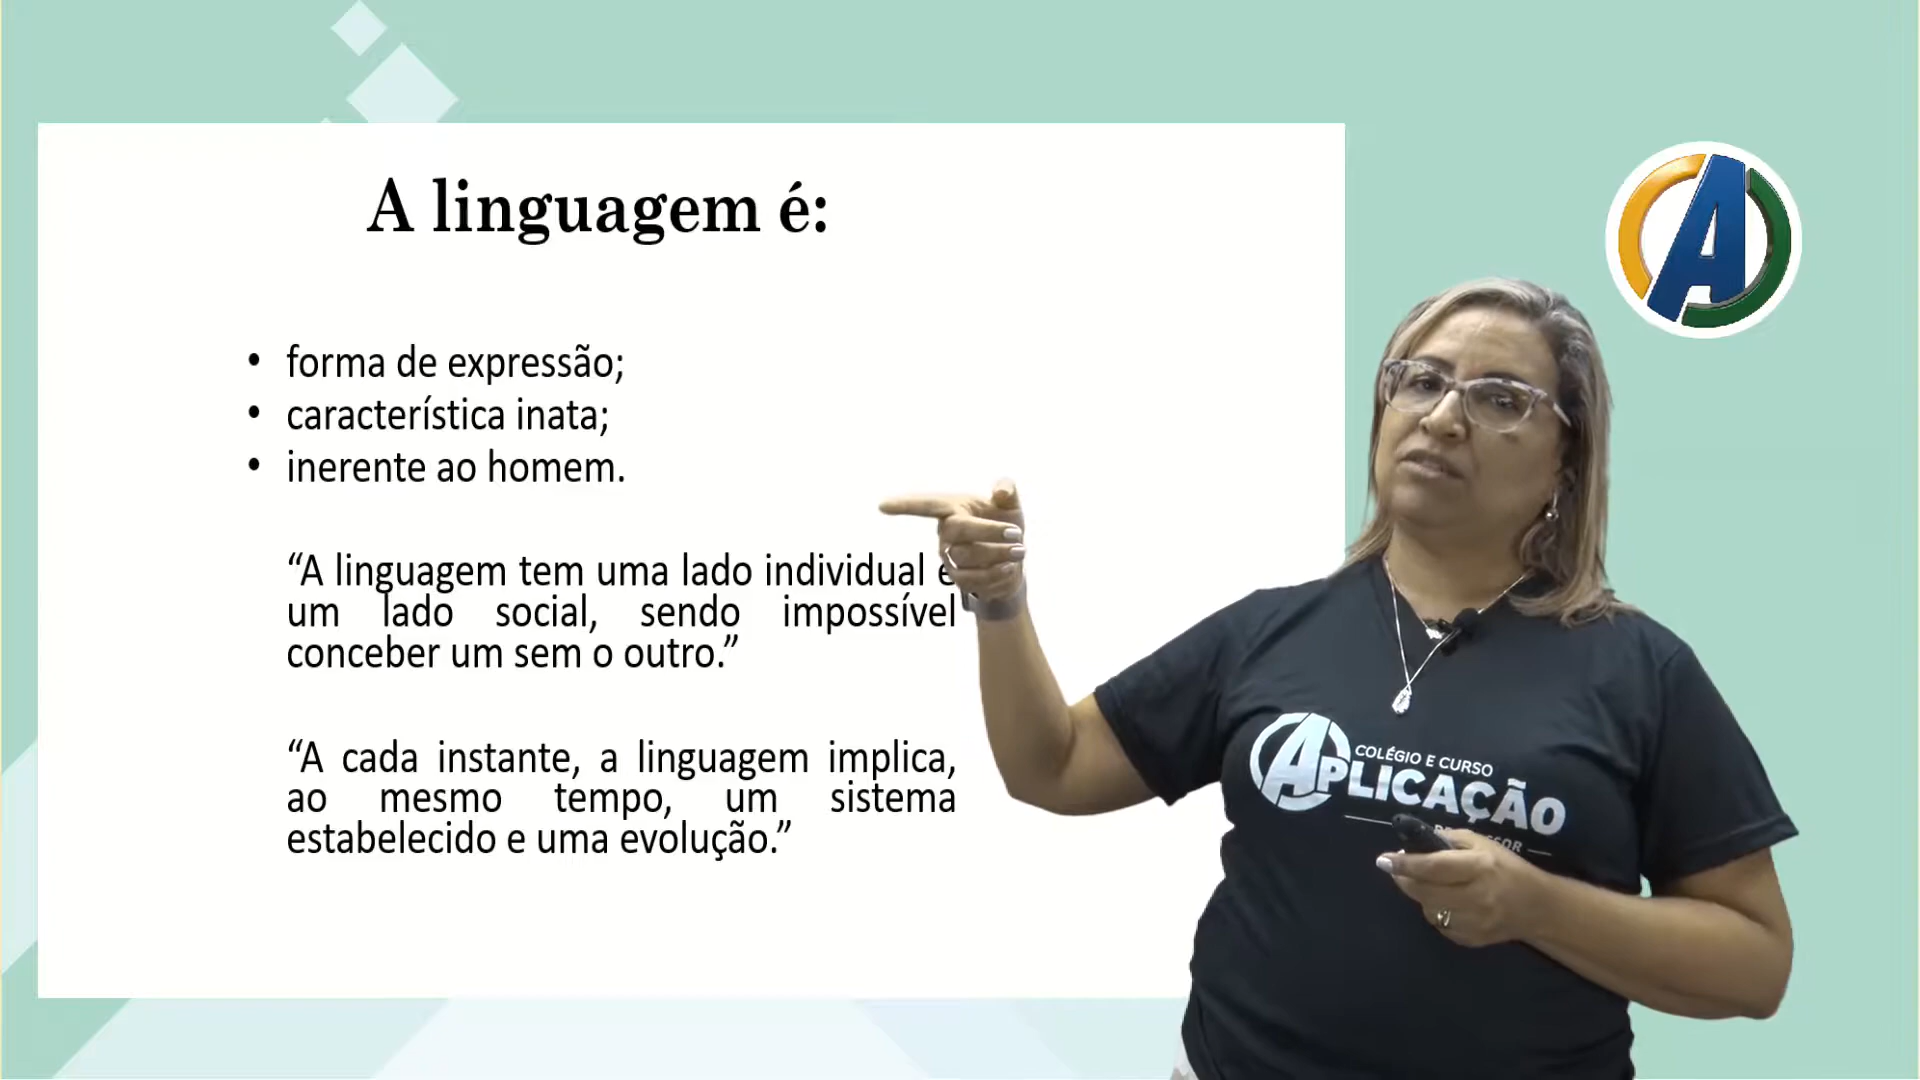 A linguagem é:
• forma de expressão;
• característica inata;
• inerente ao homem.
“A linguagem tem uma lado individual e
um lado social, sendo impossível
conceber um sem o outro.”
“A cada instante, a linguagem implica,
ao mesmo tempo, um sistema
estabelecido e uma evolução.”
A
COLÉGIO E CURSO
APLICAÇÃO